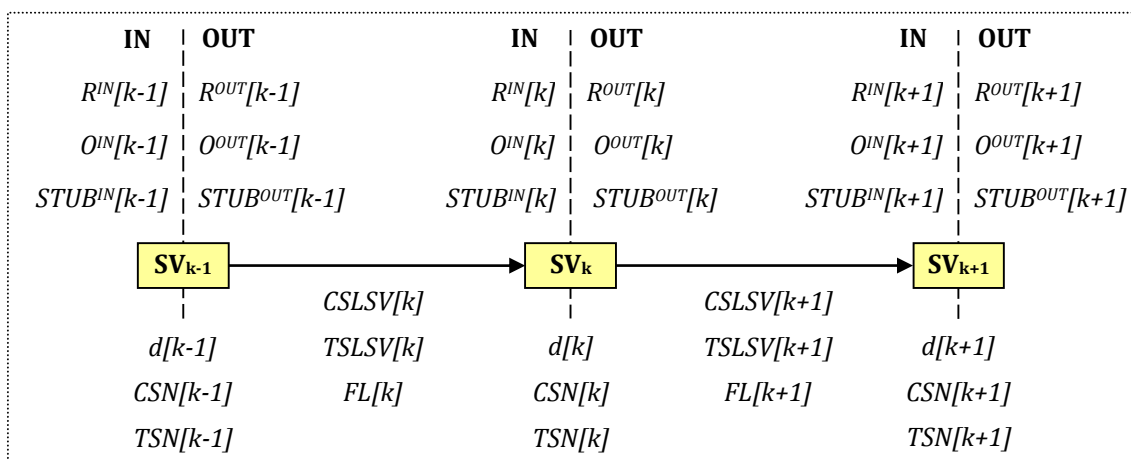 IN OUT IN OUT IN OUT
R^IN[k-1] R^OUT[k-1] R^IN[k] R^OUT[k] R^IN[k+1] R^OUT[k+1]
O^IN[k-1] O^OUT[k-1] O^IN[k] O^OUT[k] O^IN[k+1] O^OUT[k+1]
STUB^IN[k-1] STUB^OUT[k-1] STUB^IN[k] STUB^OUT[k] STUB^IN[k+1] STUB^OUT[k+1]
SV_k-1 SV_k SV_k+1
CSLSV[k] CSLSV[k+1]
d[k-1] TSLSV[k] d[k] TSLSV[k+1] d[k+1]
CSN[k-1] FL[k] CSN[k] FL[k+1] CSN[k+1]
TSN[k-1] TSN[k] TSN[k+1]